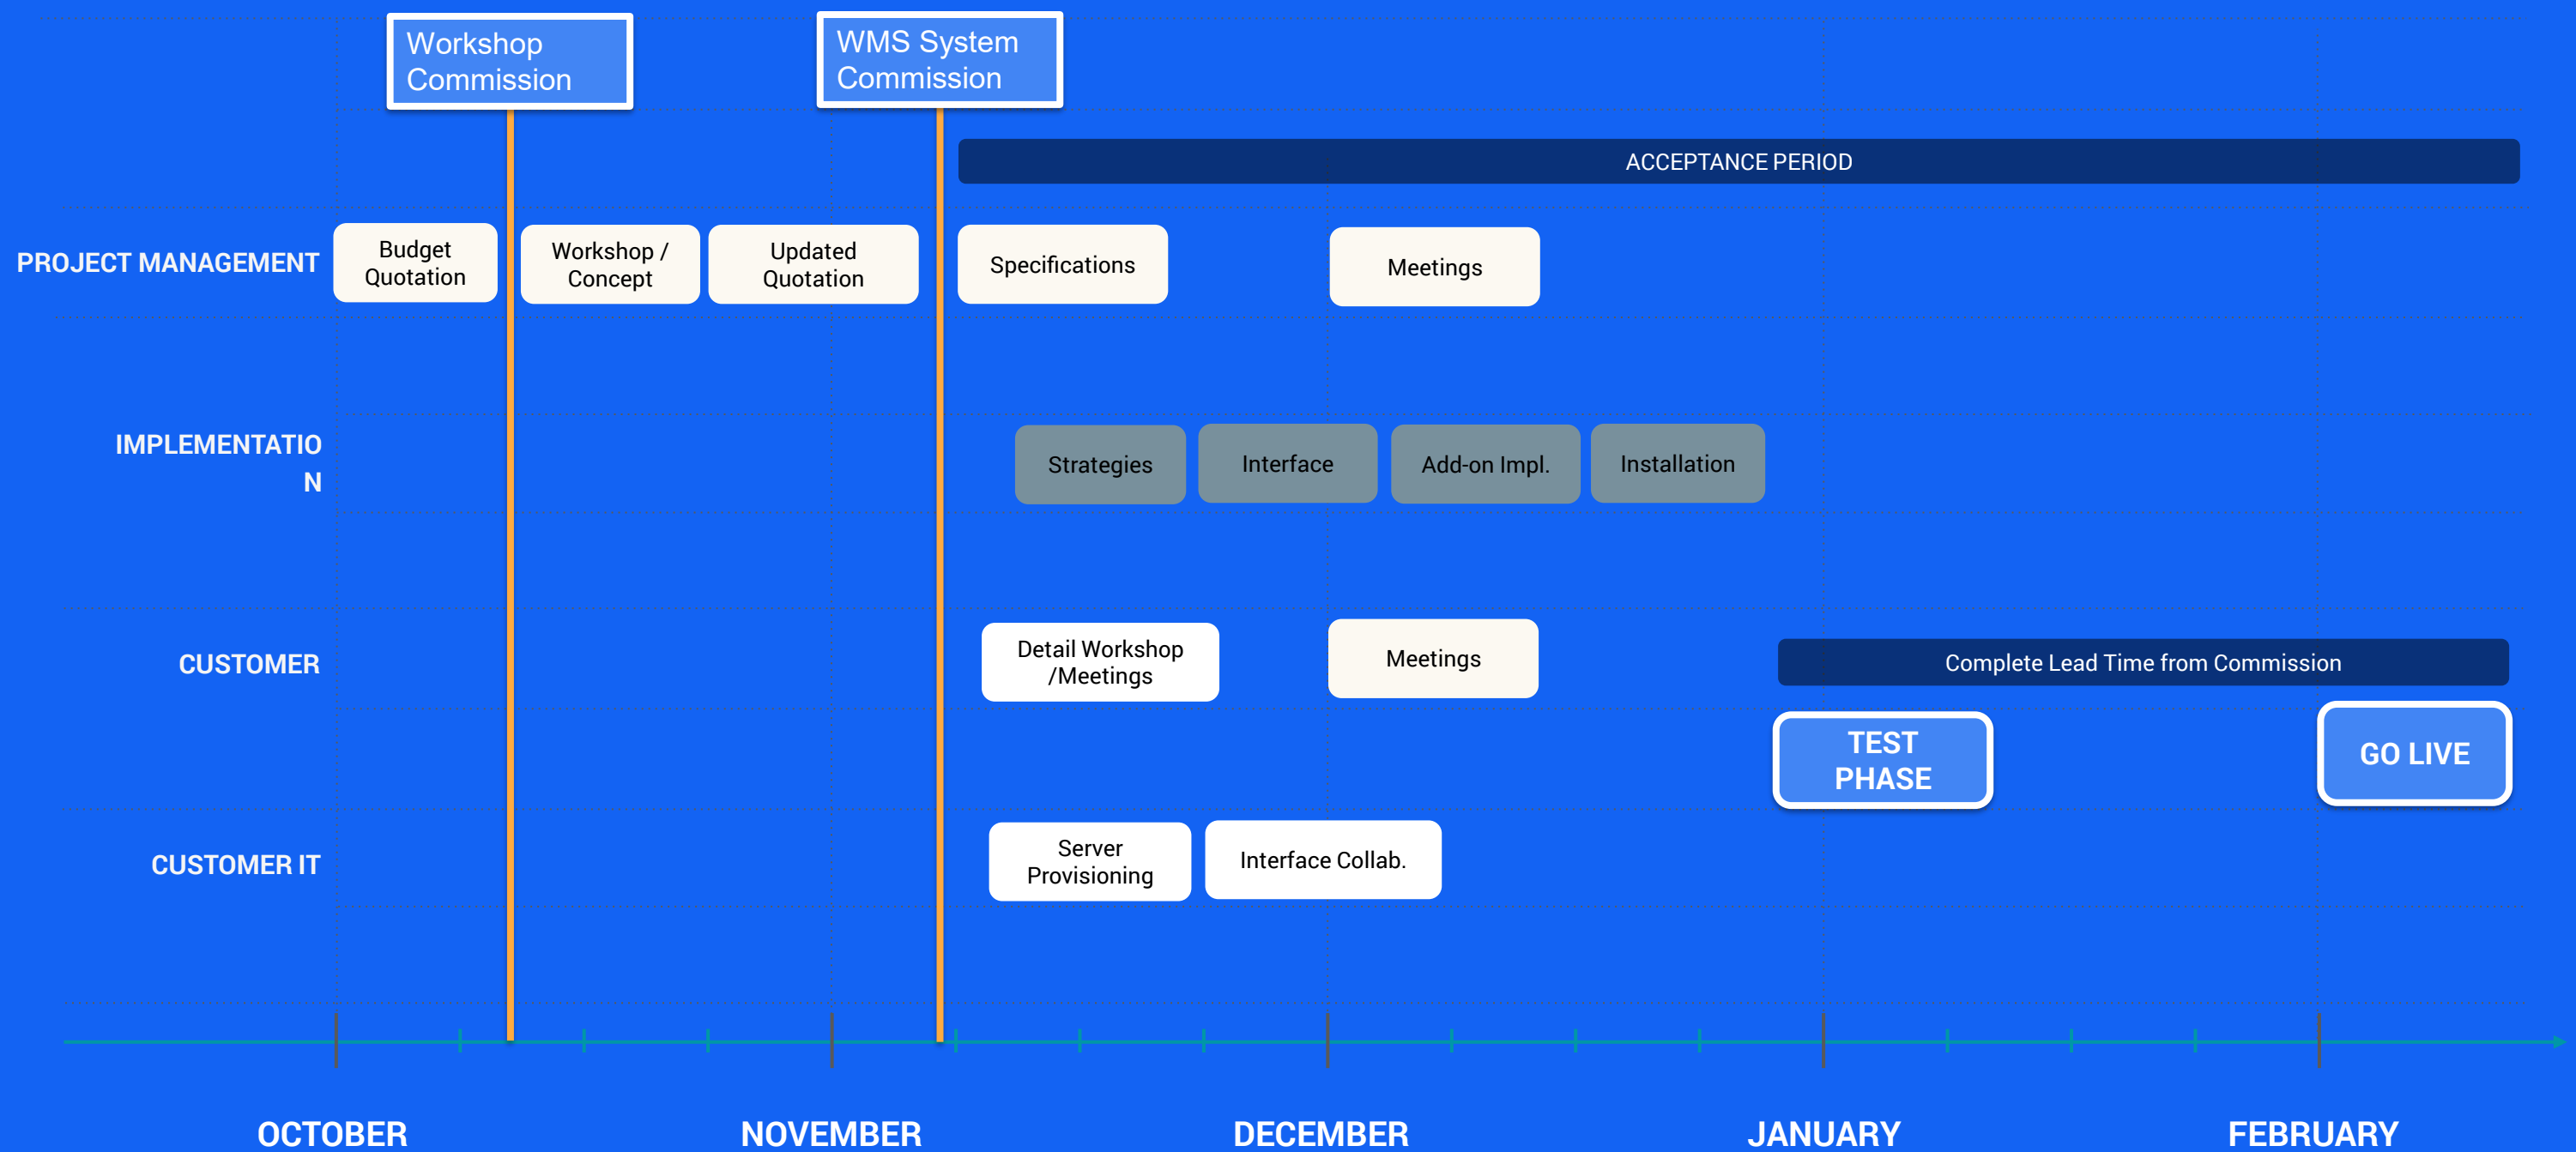 Workshop
Commission
WMS System
Commission
ACCEPTANCE PERIOD
PROJECT MANAGEMENT
Budget
Quotation
Workshop /
Concept
Updated
Quotation
Specifications
Meetings
IMPLEMENTATIO
N
Strategies
Interface
Add-on Impl.
Installation
CUSTOMER
Detail Workshop
/Meetings
Meetings
Complete Lead Time from Commission
TEST
PHASE
GO LIVE
CUSTOMER IT
Server
Provisioning
Interface Collab.
OCTOBER
NOVEMBER
DECEMBER
JANUARY
FEBRUARY